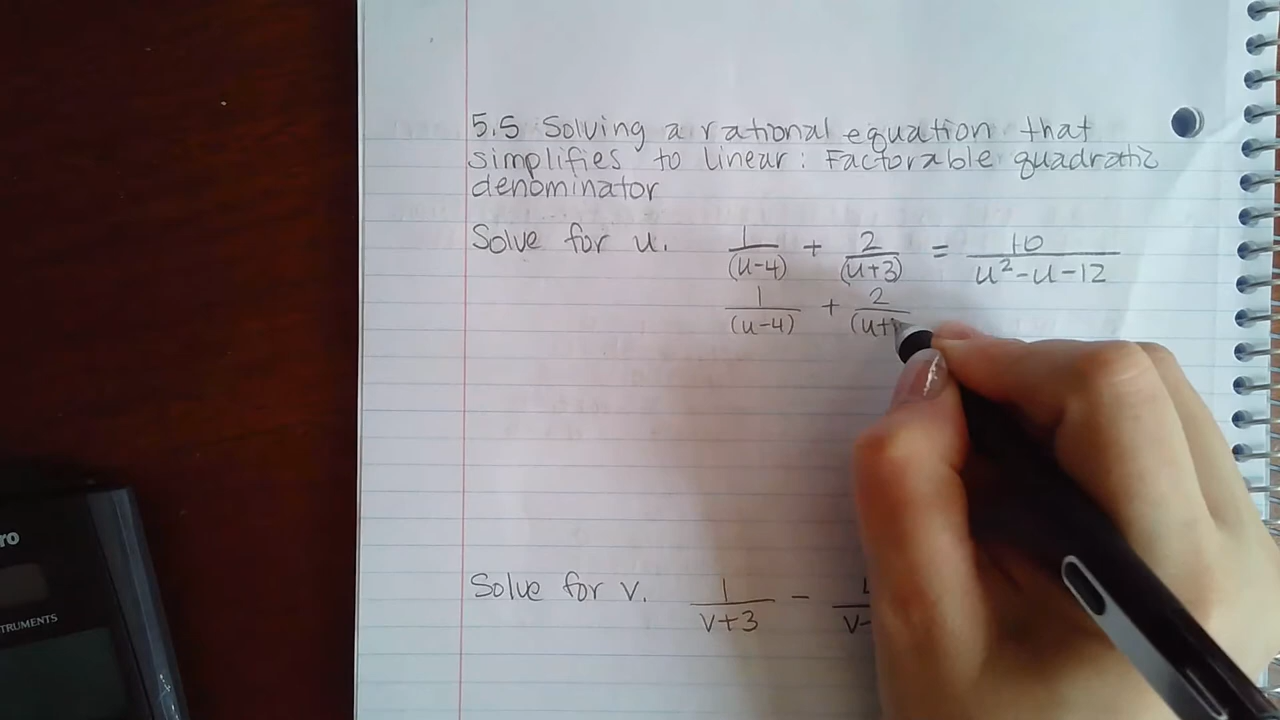 5.5 Solving a rational equation that
simplifies to linear: Factorable quadratic
denominator
Solve for u. 1/(u-4) + 2/(u+3) = 10/(u²-u-12)
1/(u-4) + 2/(u+
ro
TRUMENTS
Solve for v. 1/(v+3) - /(v-